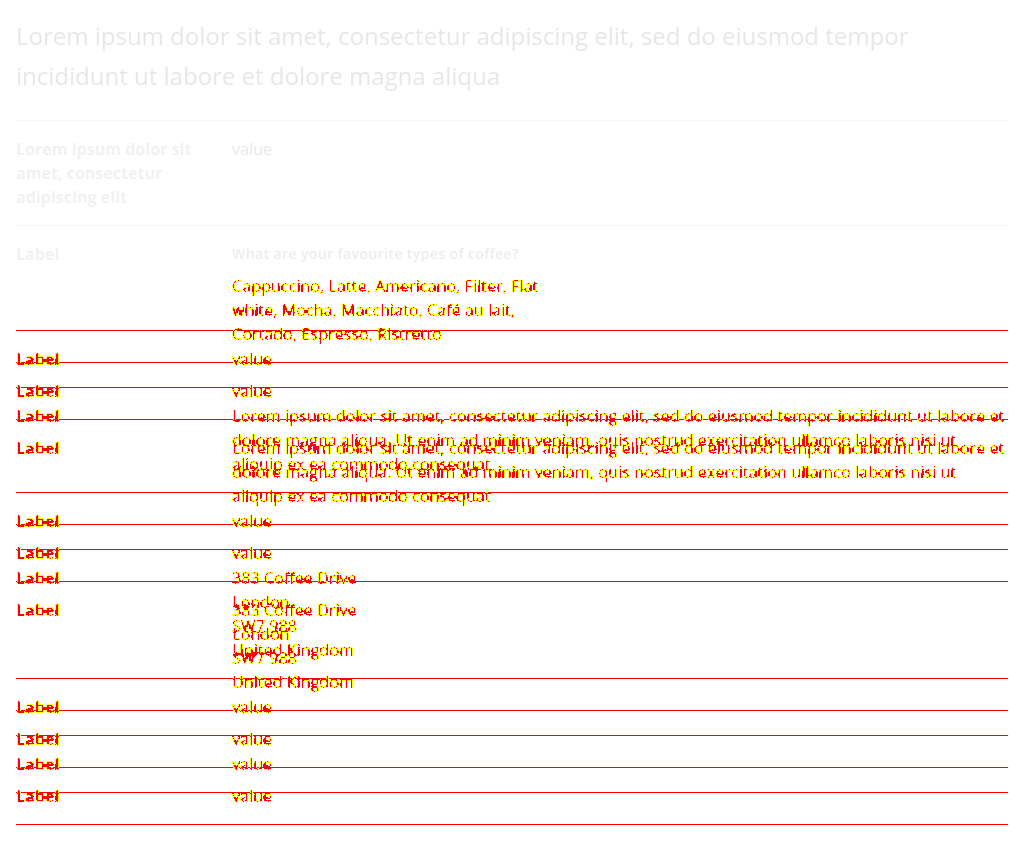 Lorem ipsum dolor sit amet, consectetur adipiscing elit, sed do eiusmod tempor
incididunt ut labore et dolore magna aliqua
Lorem ipsum dolor sit
amet, consectetur
adipiscing elit
value
Label
What are your favourite types of coffee?
Cappuccino, Latte, Americano, Filter, Flat
white, Mocha, Macchiato, Café au lait,
Cortado, Espresso, Ristretto
Label value
Label value
Label Lorem ipsum dolor sit amet, consectetur adipiscing elit, sed do eiusmod tempor incididunt ut labore et
dolore magna aliqua. Ut enim ad minim veniam, quis nostrud exercitation ullamco laboris nisi ut
Label Lorem ipsum dolor sit amet, consectetur adipiscing elit, sed do eiusmod tempor incididunt ut labore et
aliquip ex ea commodo consequat
dolore magna aliqua. Ut enim ad minim veniam, quis nostrud exercitation ullamco laboris nisi ut
aliquip ex ea commodo consequat
Label value
Label value
Label 383 Coffee Drive
London
Label 383 Coffee Drive
SW7 988
London
United Kingdom
SW7 988
United Kingdom
Label value
Label value
Label value
Label value